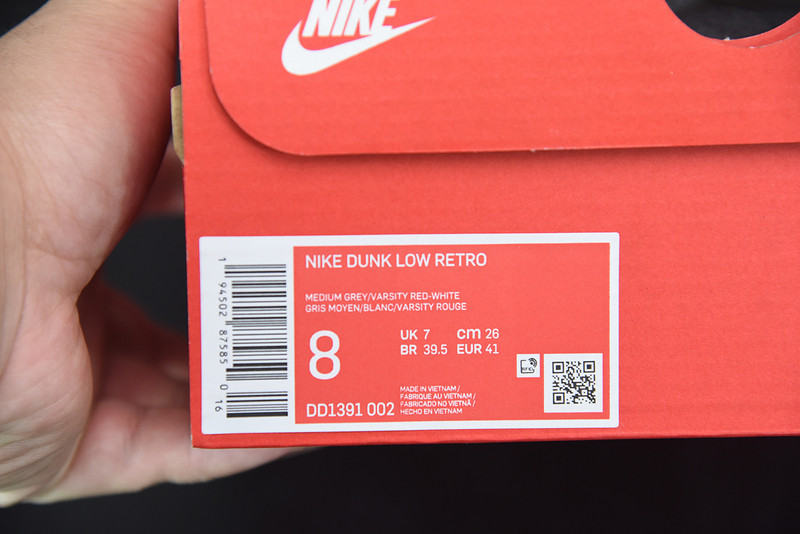 NIKE
NIKE DUNK LOW RETRO
MEDIUM GREY/VARSITY RED-WHITE
GRIS MOYEN/BLANC/VARSITY ROUGE
8
UK 7 cm 26
BR 39.5 EUR 41
DD1391 002
MADE IN VIETNAM /
FABRIQUE AU VIETNAM /
FABRICADO NO VIETNÃ /
HECHO EN VIETNAM
1 94502 87585 0 16